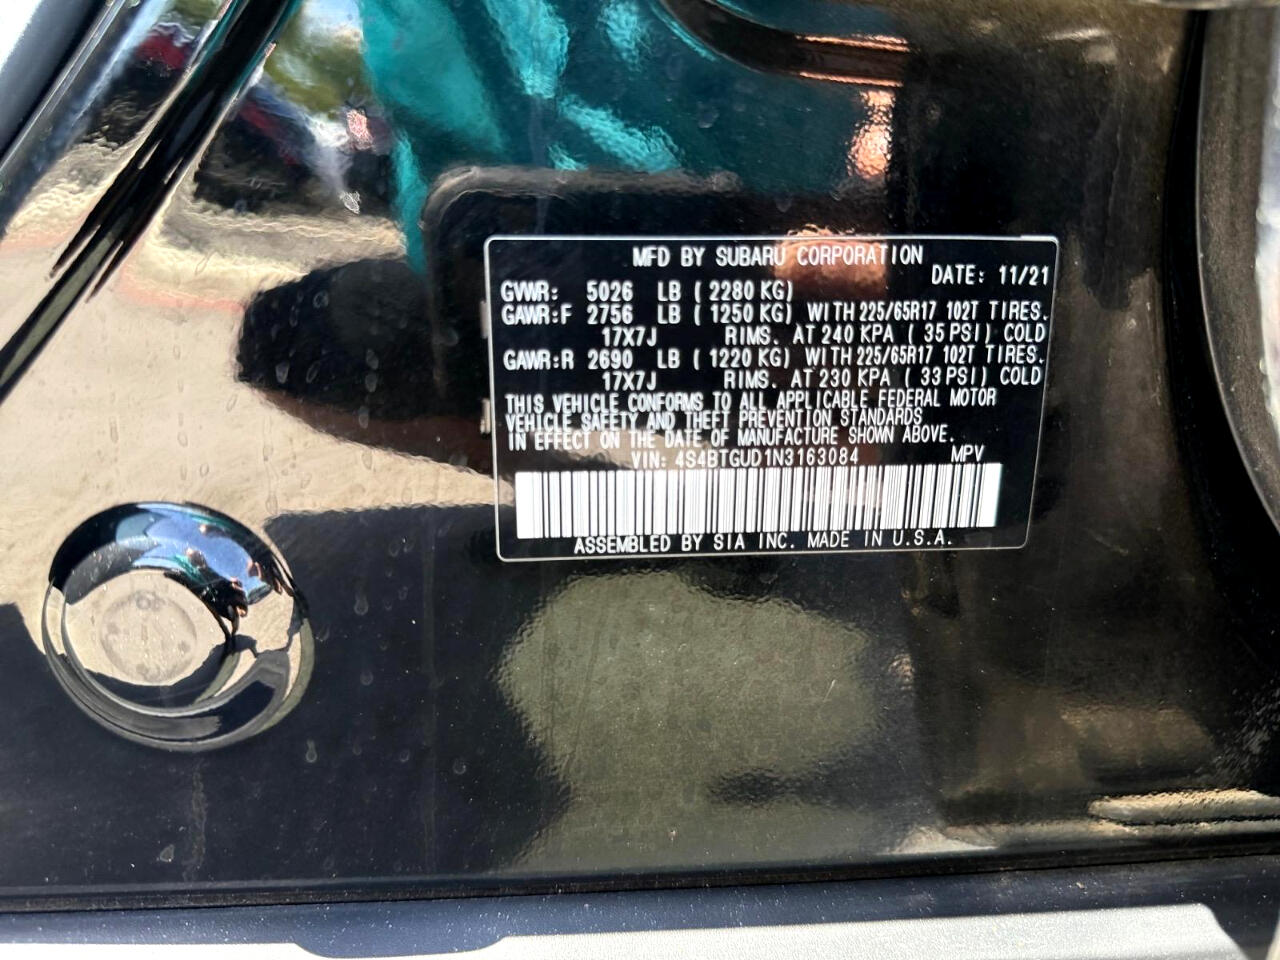 MFD BY SUBARU CORPORATION
DATE: 11/21
GVWR: 5026 LB ( 2280 KG)
GAWR:F 2756 LB ( 1250 KG) WITH 225/65R17 102T TIRES.
17X7J RIMS. AT 240 KPA ( 35 PSI) COLD
GAWR:R 2690 LB ( 1220 KG) WITH 225/65R17 102T TIRES.
17X7J RIMS. AT 230 KPA ( 33 PSI) COLD
THIS VEHICLE CONFORMS TO ALL APPLICABLE FEDERAL MOTOR
VEHICLE SAFETY AND THEFT PREVENTION STANDARDS
IN EFFECT ON THE DATE OF MANUFACTURE SHOWN ABOVE.
VIN: 4S4BTGUD1N3163084 MPV
ASSEMBLED BY SIA INC. MADE IN U.S.A.